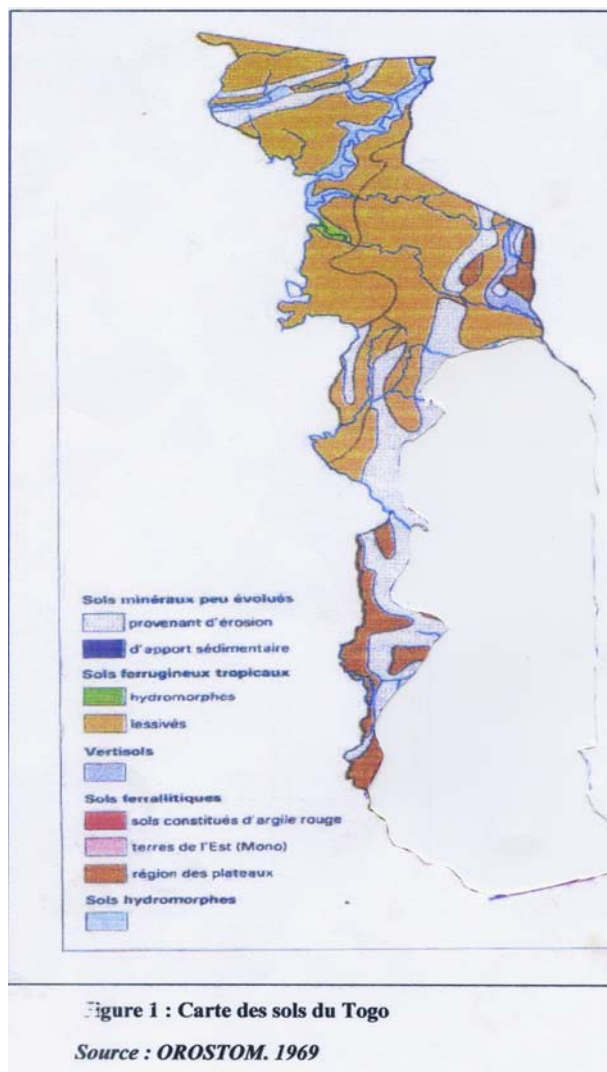 Sols minéraux peu évolués
provenant d'érosion
d'apport sédimentaire
Sols ferrugineux tropicaux
hydromorphes
lessivés
Vertisols
Sols ferrallitiques
sols constitués d'argile rouge
terres de l'Est (Mono)
région des plateaux
Sols hydromorphes
Figure 1 : Carte des sols du Togo
Source : OROSTOM. 1969